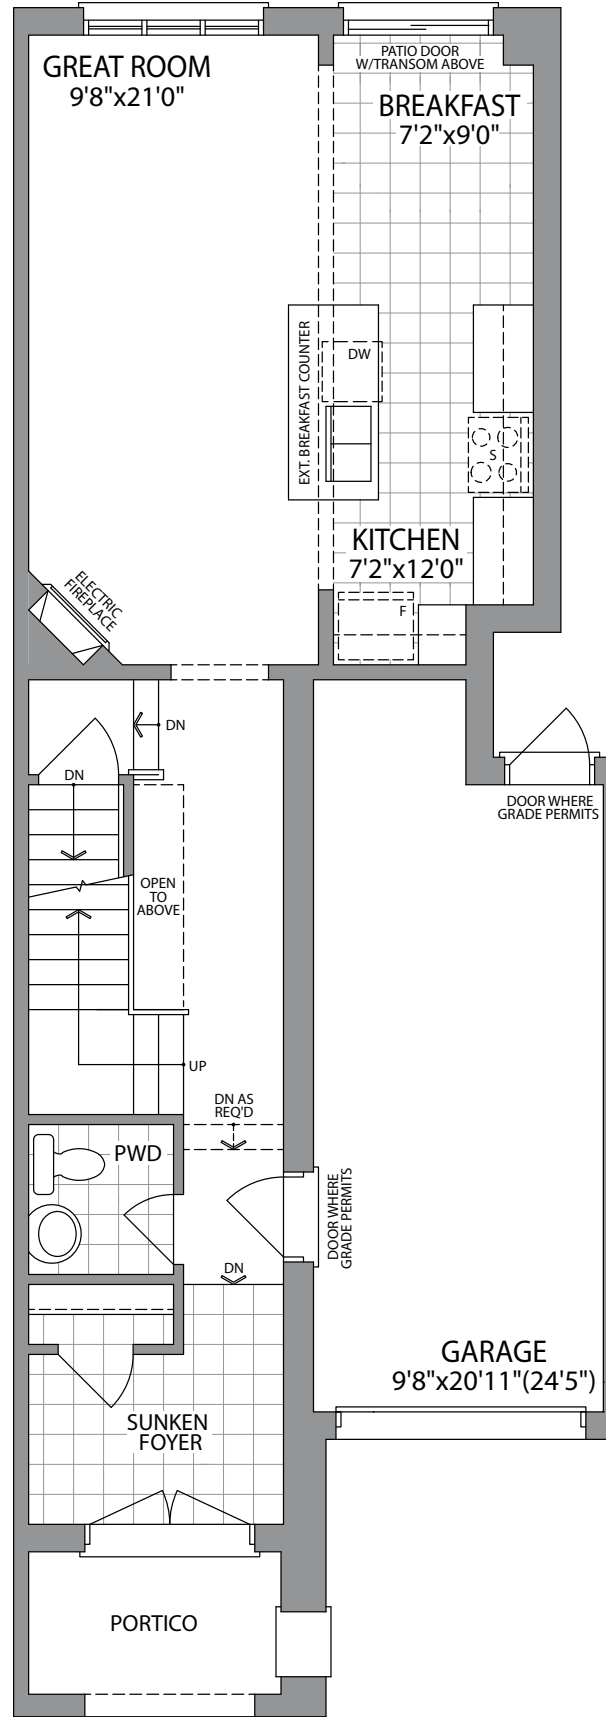 PATIO DOOR
W/TRANSOM ABOVE
GREAT ROOM
9'8"x21'0"
BREAKFAST
7'2"x9'0"
EXT. BREAKFAST COUNTER
DW
S
KITCHEN
7'2"x12'0"
F
ELECTRIC
FIREPLACE
DN
DN
DOOR WHERE
GRADE PERMITS
OPEN
TO
ABOVE
UP
DN AS
REQ'D
PWD
DOOR WHERE
GRADE PERMITS
DN
GARAGE
9'8"x20'11"(24'5")
SUNKEN
FOYER
PORTICO